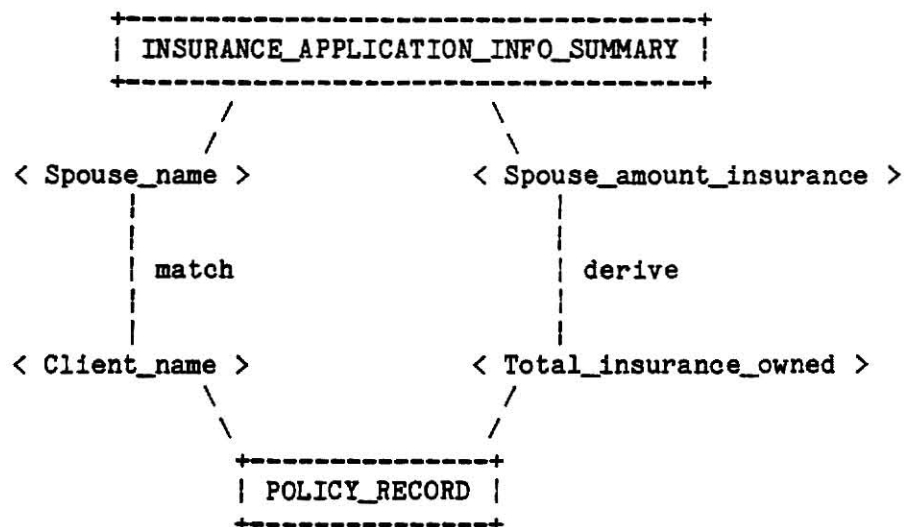 INSURANCE_APPLICATION_INFO_SUMMARY
< Spouse_name > < Spouse_amount_insurance >
match derive
< Client_name > < Total_insurance_owned >
POLICY_RECORD